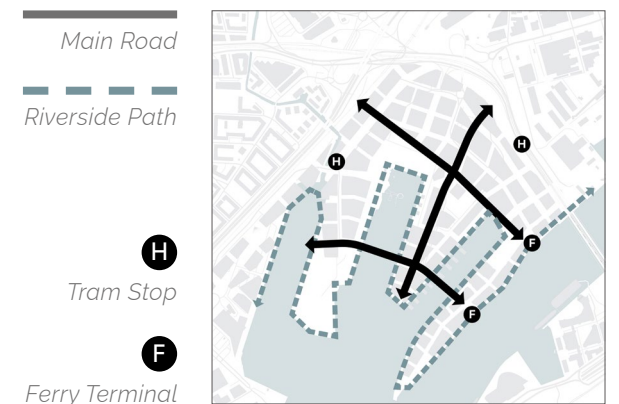 Main Road
Riverside Path
H
Tram Stop
F
Ferry Terminal
H
H
F
F